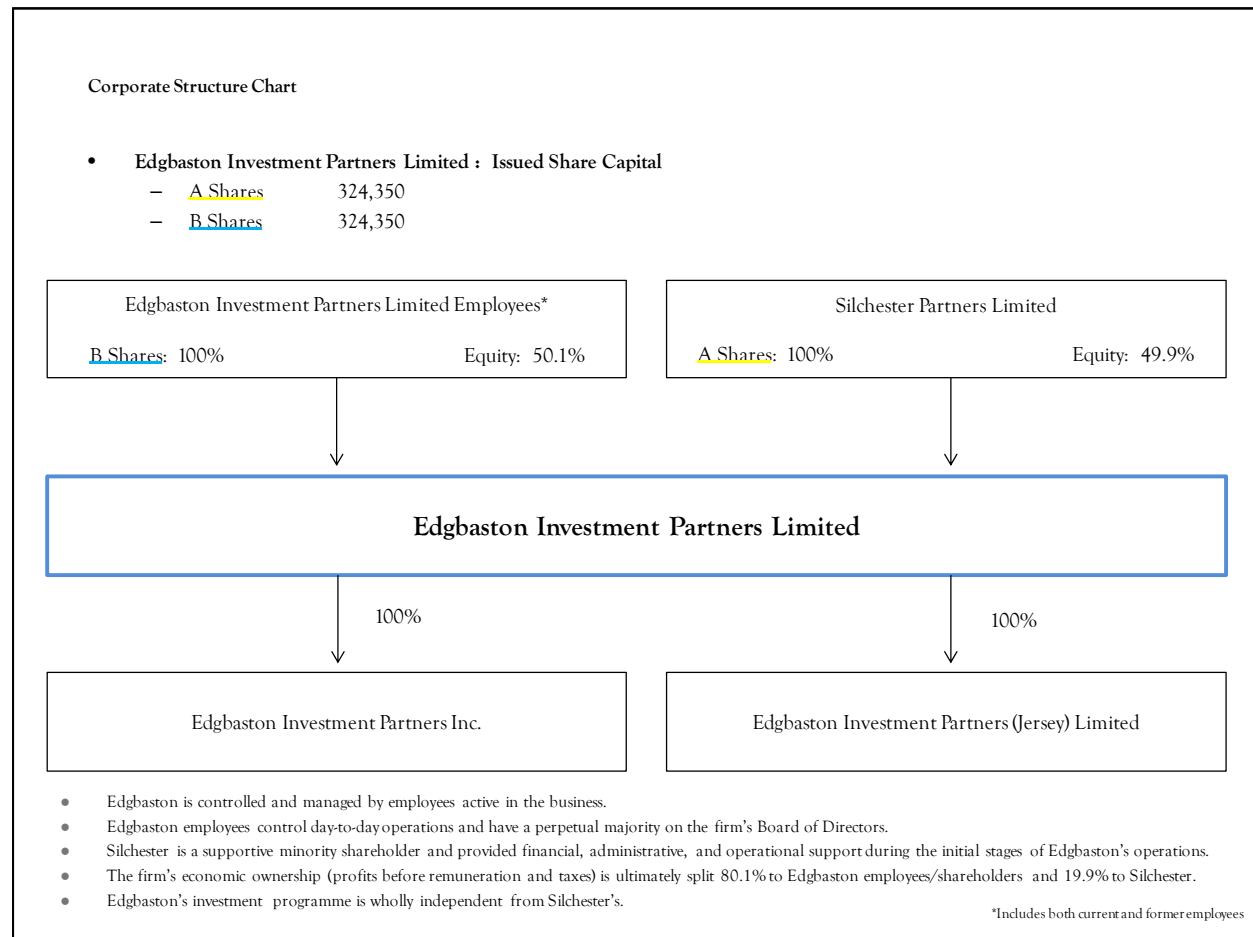 Corporate Structure Chart
• Edgbaston Investment Partners Limited : Issued Share Capital
– A Shares 324,350
– B Shares 324,350
Edgbaston Investment Partners Limited Employees*
B Shares: 100% Equity: 50.1%
Silchester Partners Limited
A Shares: 100% Equity: 49.9%
Edgbaston Investment Partners Limited
100%
100%
Edgbaston Investment Partners Inc.
Edgbaston Investment Partners (Jersey) Limited
• Edgbaston is controlled and managed by employees active in the business.
• Edgbaston employees control day-to-day operations and have a perpetual majority on the firm's Board of Directors.
• Silchester is a supportive minority shareholder and provided financial, administrative, and operational support during the initial stages of Edgbaston's operations.
• The firm's economic ownership (profits before remuneration and taxes) is ultimately split 80.1% to Edgbaston employees/shareholders and 19.9% to Silchester.
• Edgbaston's investment programme is wholly independent from Silchester's.
*Includes both current and former employees